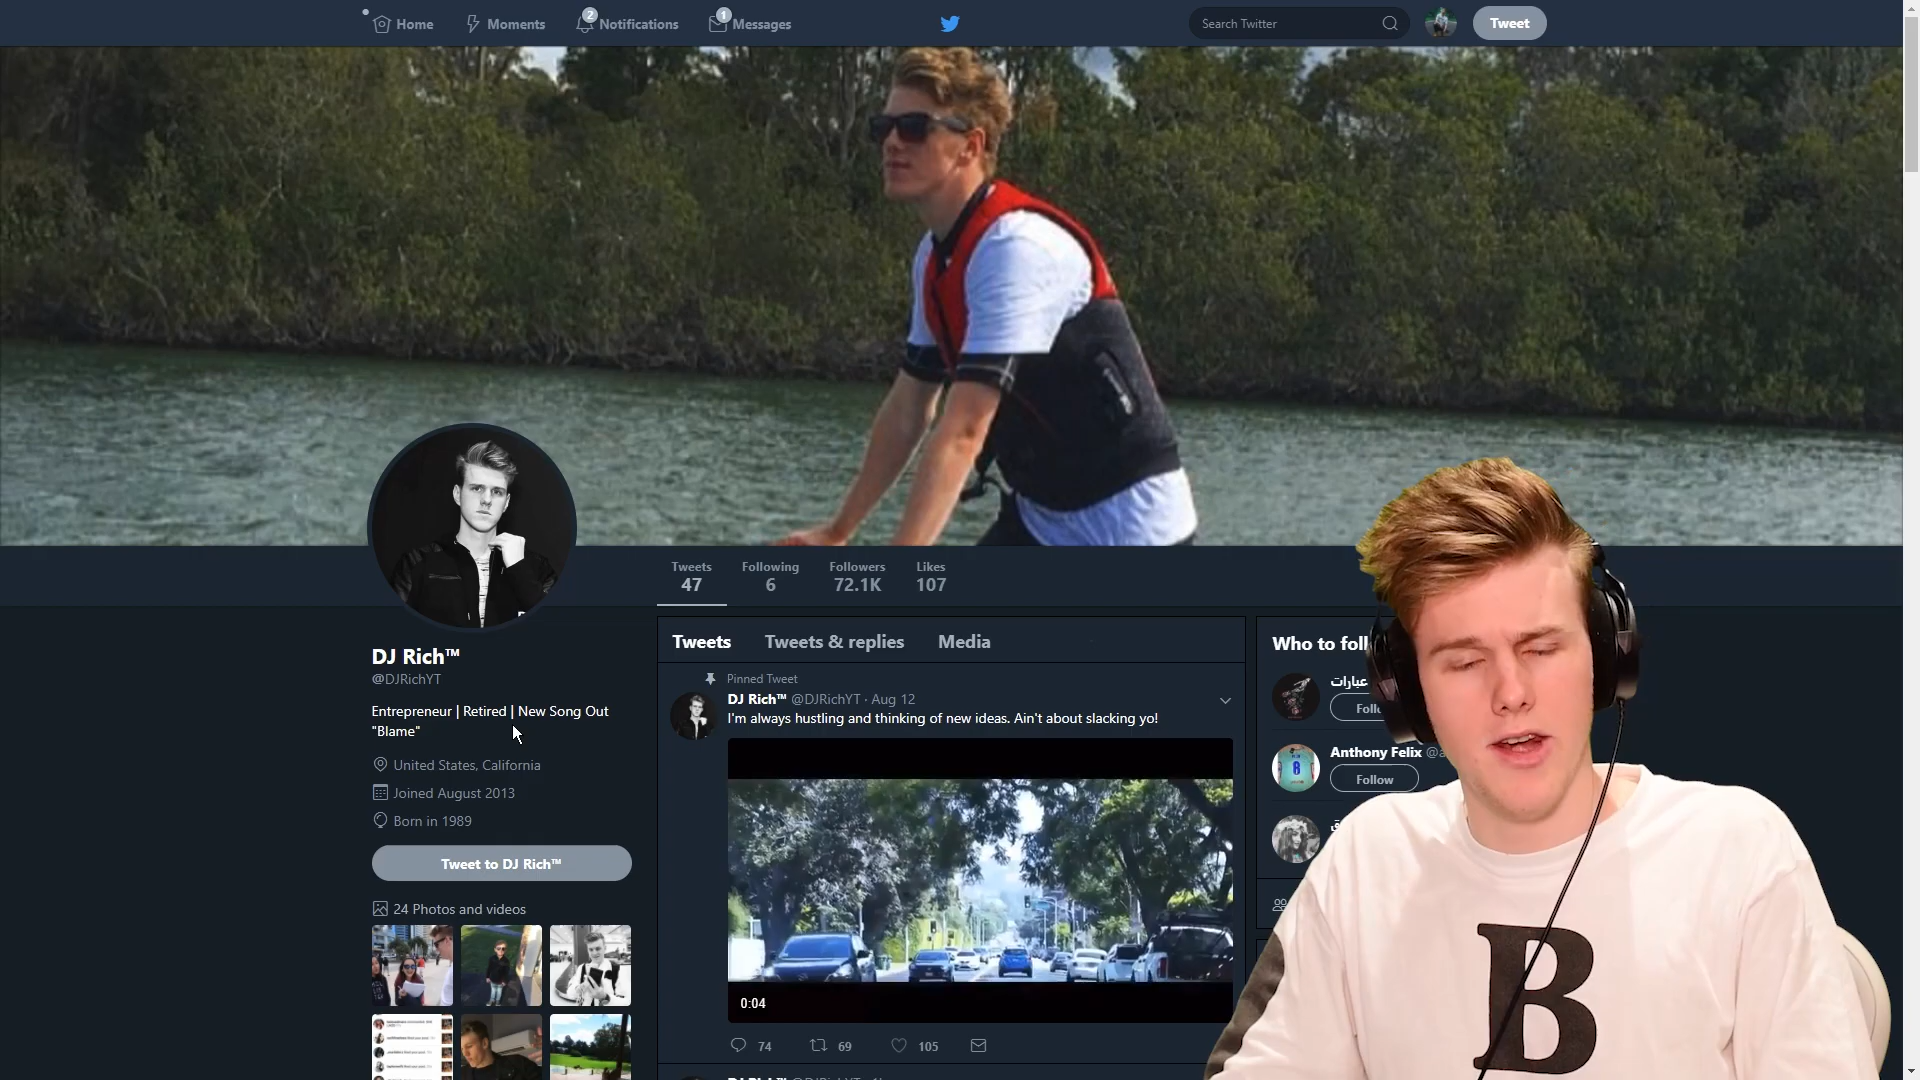 Home
Moments
2
Notifications
1
Messages
Search Twitter
Tweet
Tweets
47
Following
6
Followers
72.1K
Likes
107
DJ Rich™
@DJRichYT
Entrepreneur | Retired | New Song Out
"Blame"
United States, California
Joined August 2013
Born in 1989
Tweet to DJ Rich™
24 Photos and videos
Tweets
Tweets & replies
Media
Pinned Tweet
DJ Rich™ @DJRichYT · Aug 12
I'm always hustling and thinking of new ideas. Ain't about slacking yo!
0:04
74
69
105
Who to foll
عبارات
Foll
Anthony Felix @a
8
Follow
B